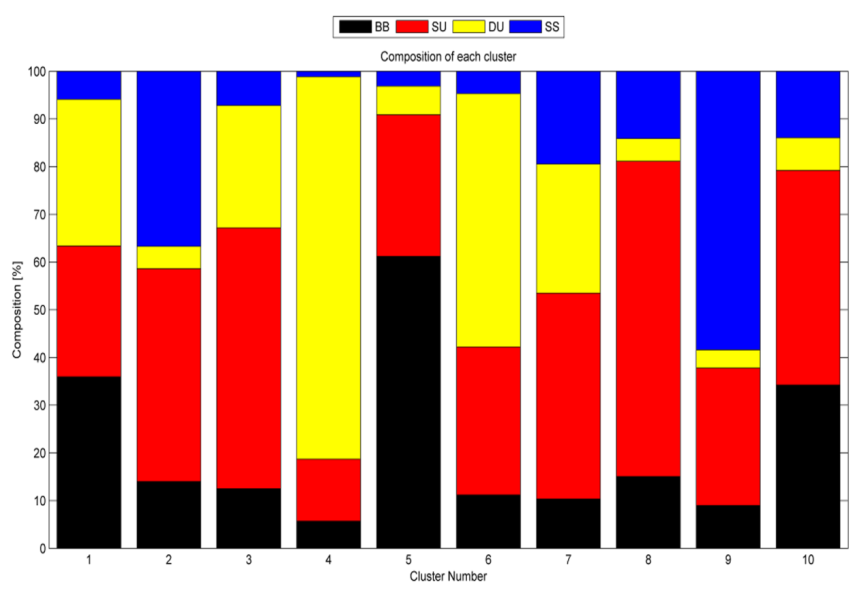 BB SU DU SS
Composition of each cluster
100
90
80
70
60
50
40
30
20
10
0
Composition [%]
1 2 3 4 5 6 7 8 9 10
Cluster Number